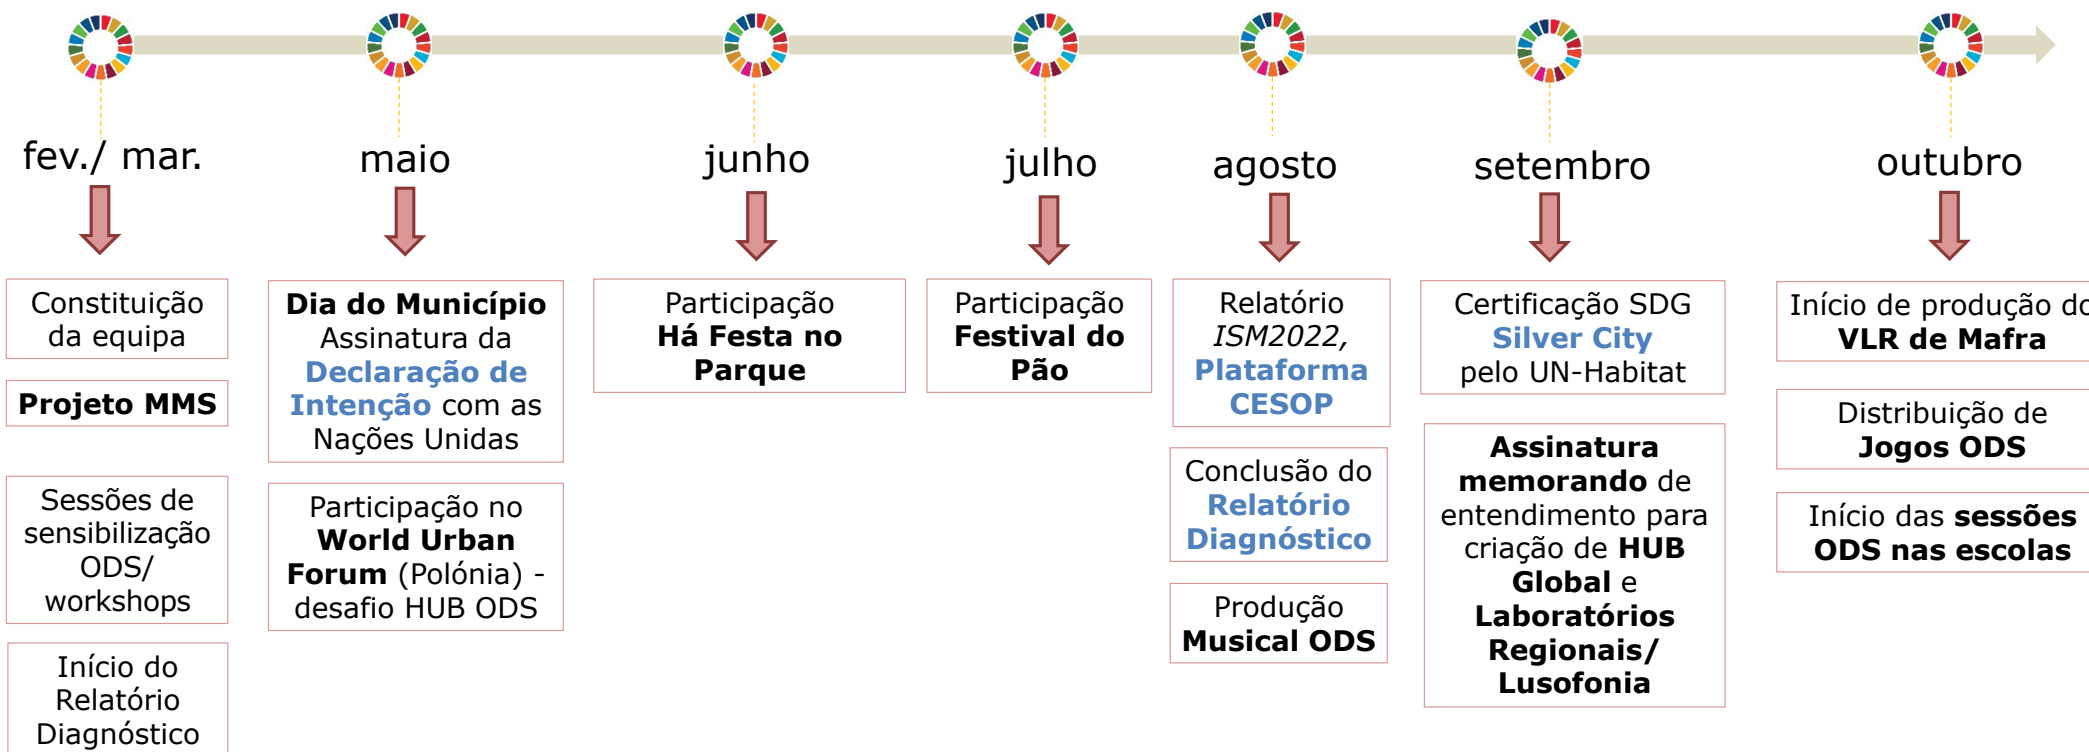 fev./ mar.
maio
junho
julho
agosto
setembro
outubro
Constituição
da equipa
Projeto MMS
Sessões de
sensibilização
ODS/
workshops
Início do
Relatório
Diagnóstico
Dia do Município
Assinatura da
Declaração de
Intenção com as
Nações Unidas
Participação no
World Urban
Forum (Polónia) -
desafio HUB ODS
Participação
Há Festa no
Parque
Participação
Festival do
Pão
Relatório
ISM2022,
Plataforma
CESOP
Conclusão do
Relatório
Diagnóstico
Produção
Musical ODS
Certificação SDG
Silver City
pelo UN-Habitat
Assinatura
memorando de
entendimento para
criação de HUB
Global e
Laboratórios
Regionais/
Lusofonia
Início de produção do
VLR de Mafra
Distribuição de
Jogos ODS
Início das sessões
ODS nas escolas